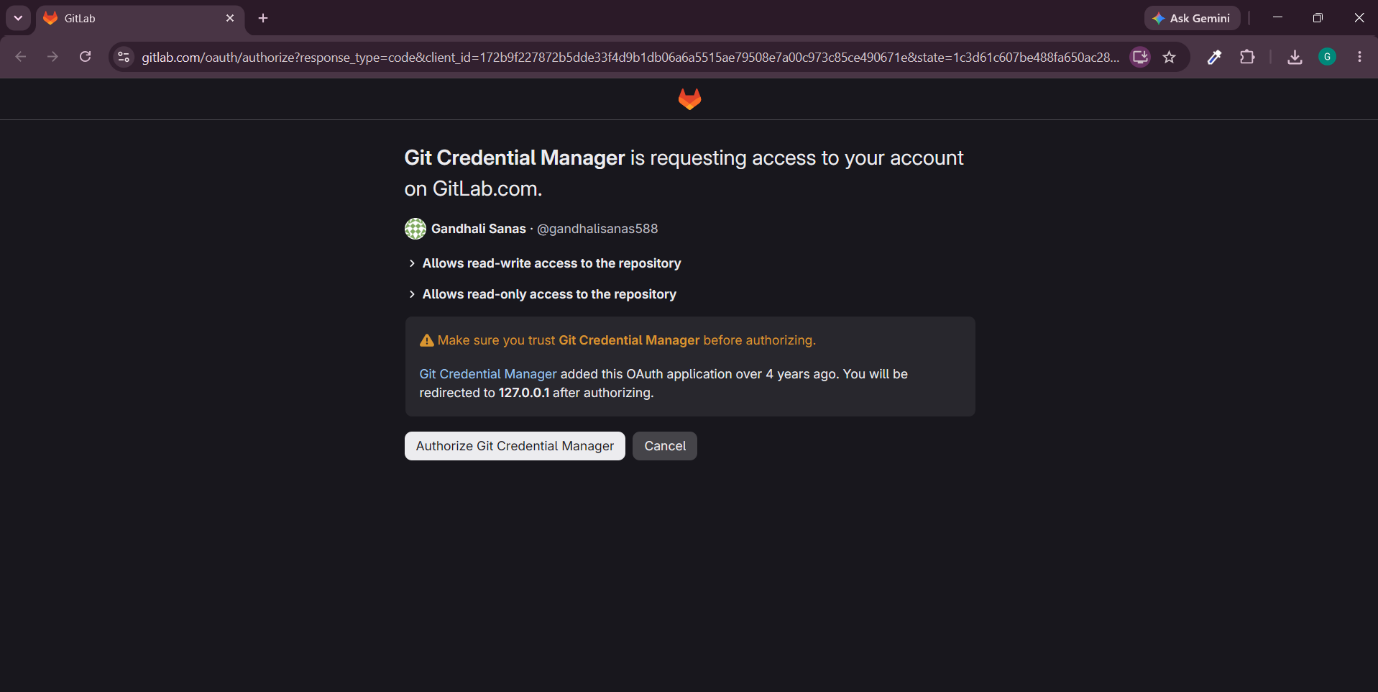 GitLab
Ask Gemini
gitlab.com/oauth/authorize?response_type=code&client_id=172b9f227872b5dde33f4d9b1db06a6a5515ae79508e7a00c973c85ce490671e&state=1c3d61c607be488fa650ac28...
G
Git Credential Manager is requesting access to your account
on GitLab.com.
Gandhali Sanas · @gandhalisanas588
Allows read-write access to the repository
Allows read-only access to the repository
Make sure you trust Git Credential Manager before authorizing.
Git Credential Manager added this OAuth application over 4 years ago. You will be
redirected to 127.0.0.1 after authorizing.
Authorize Git Credential Manager
Cancel